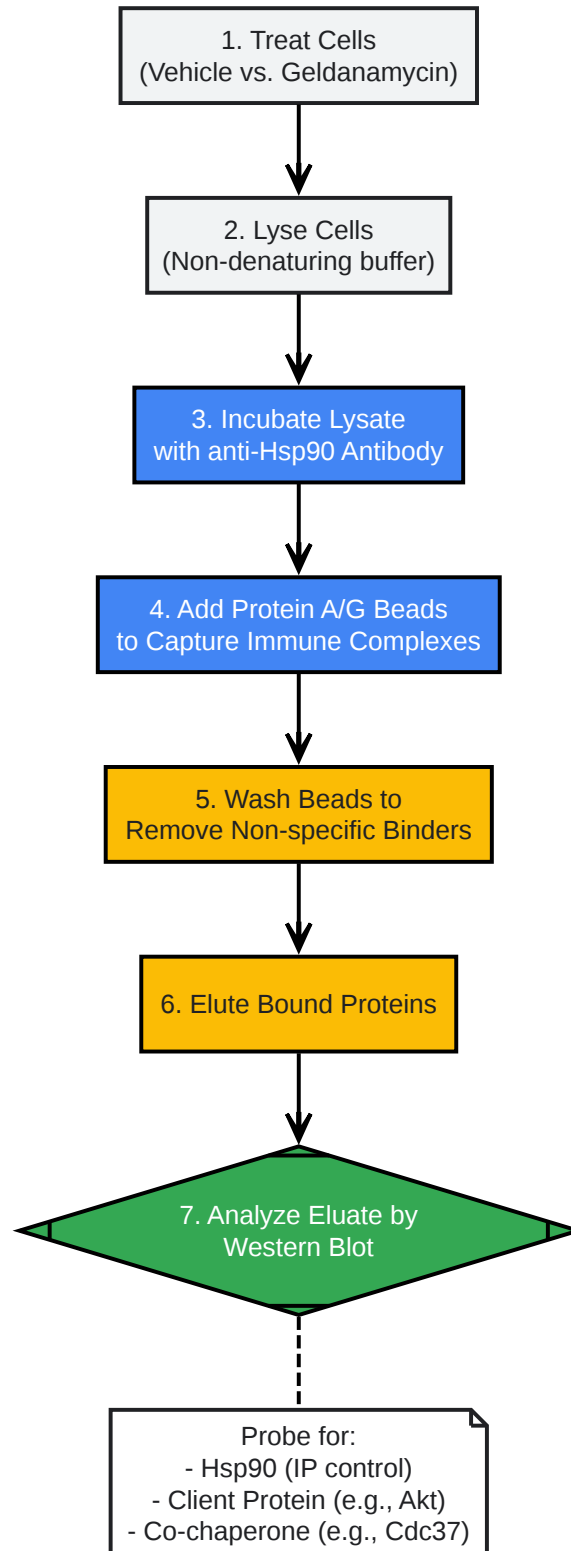 1. Treat Cells
(Vehicle vs. Geldanamycin)
2. Lyse Cells
(Non-denaturing buffer)
3. Incubate Lysate
with anti-Hsp90 Antibody
4. Add Protein A/G Beads
to Capture Immune Complexes
5. Wash Beads to
Remove Non-specific Binders
6. Elute Bound Proteins
7. Analyze Eluate by
Western Blot
Probe for:
- Hsp90 (IP control)
- Client Protein (e.g., Akt)
- Co-chaperone (e.g., Cdc37)